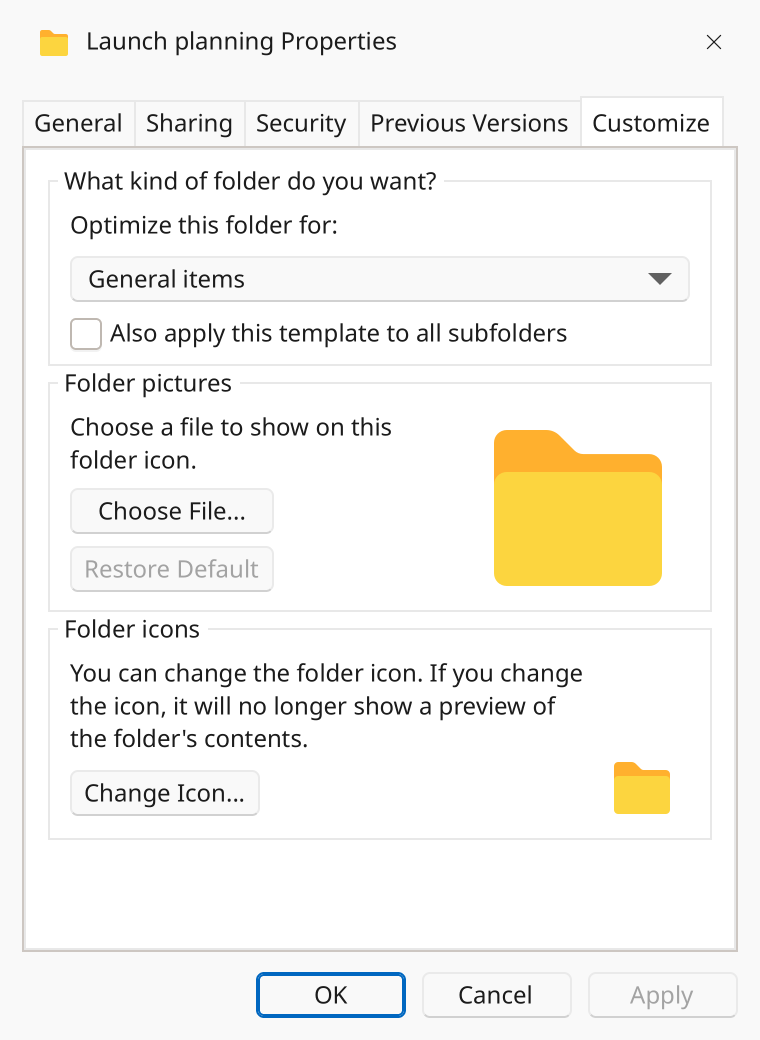 Launch planning Properties
General
Sharing
Security
Previous Versions
Customize
What kind of folder do you want?
Optimize this folder for:
General items
Also apply this template to all subfolders
Folder pictures
Choose a file to show on this
folder icon.
Choose File...
Restore Default
Folder icons
You can change the folder icon. If you change
the icon, it will no longer show a preview of
the folder's contents.
Change Icon...
OK
Cancel
Apply